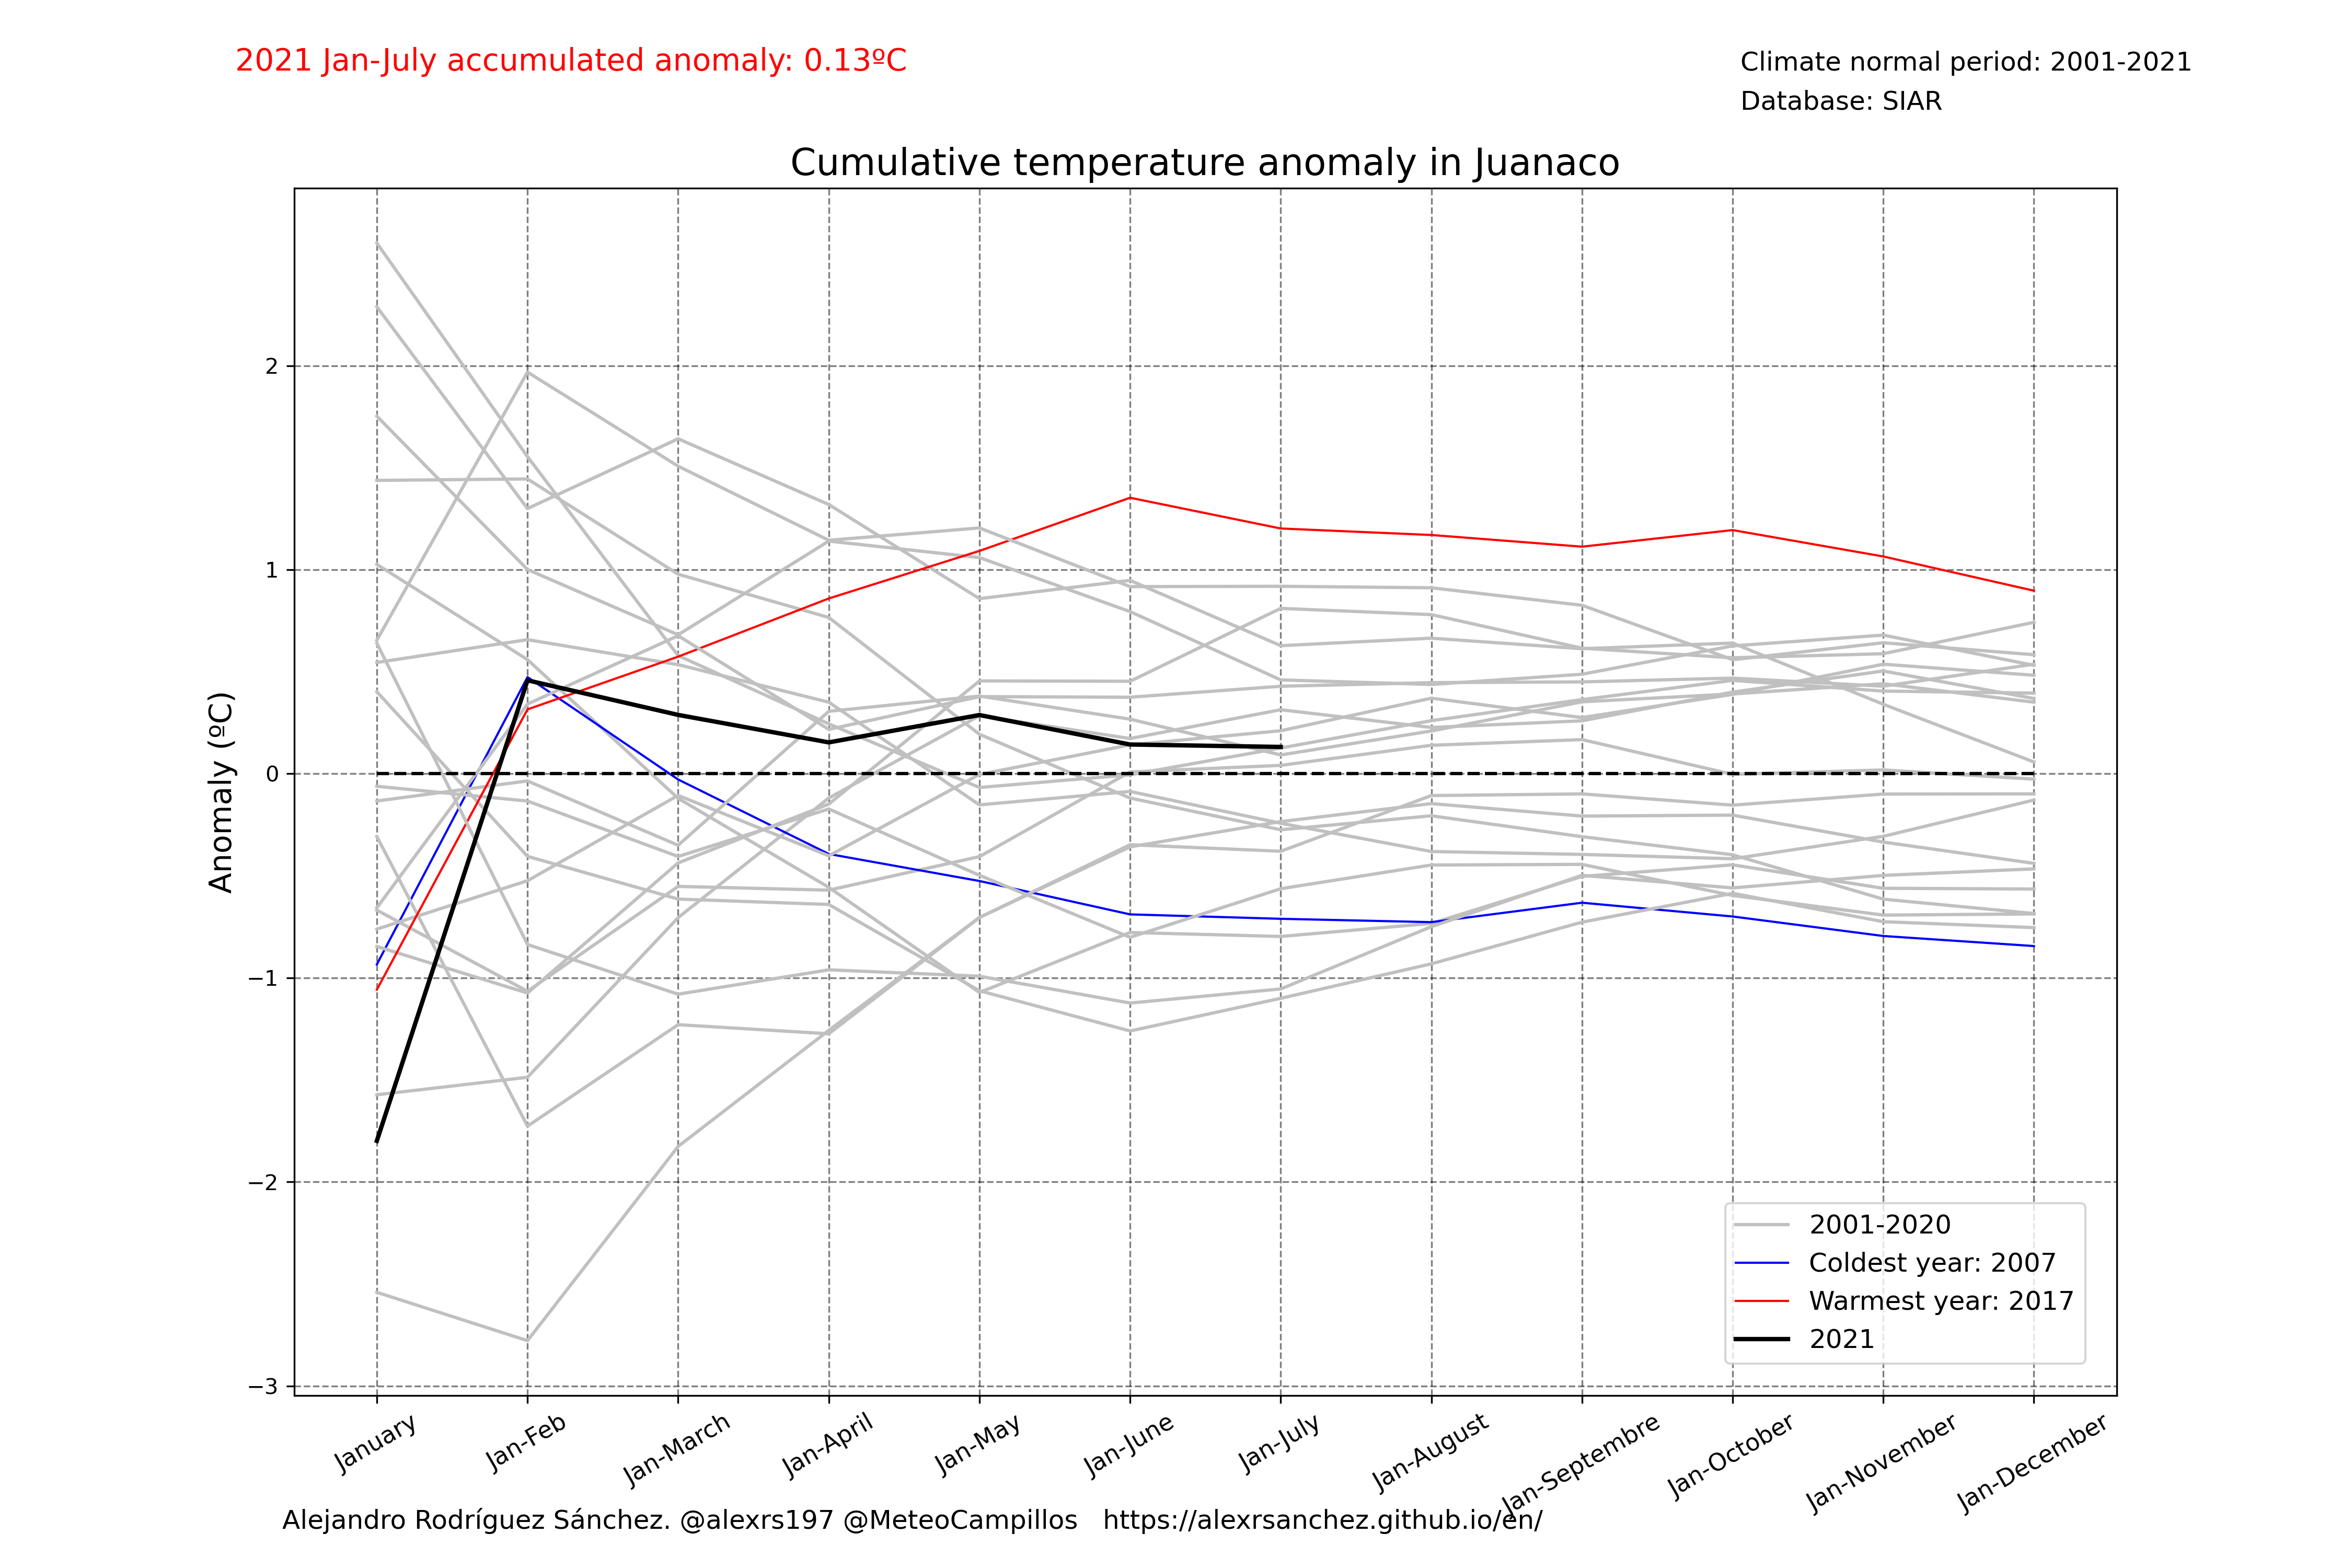 2021 Jan-July accumulated anomaly: 0.13ºC
Climate normal period: 2001-2021
Database: SIAR
Cumulative temperature anomaly in Juanaco
Anomaly (ºC)
2
1
0
−1
−2
−3
2001-2020
Coldest year: 2007
Warmest year: 2017
2021
January
Jan-Feb
Jan-March
Jan-April
Jan-May
Jan-June
Jan-July
Jan-August
Jan-Septembre
Jan-October
Jan-November
Jan-December
Alejandro Rodríguez Sánchez. @alexrs197 @MeteoCampillos https://alexrsanchez.github.io/en/